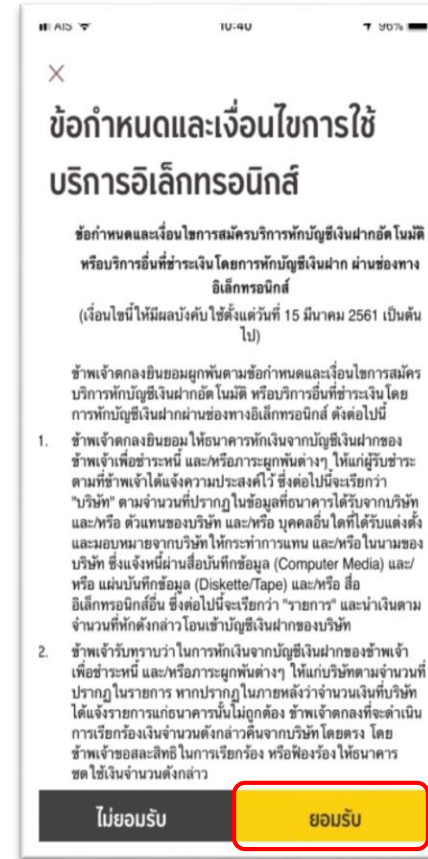 AIS 10:40 96%
ข้อกำหนดและเงื่อนไขการใช้
บริการอิเล็กทรอนิกส์
ข้อกำหนดและเงื่อนไขการสมัครบริการหักบัญชีเงินฝากอัตโนมัติ
หรือบริการอื่นที่ชำระเงินโดยการหักบัญชีเงินฝาก ผ่านช่องทาง
อิเล็กทรอนิกส์
(เงื่อนไขนี้ให้มีผลบังคับใช้ตั้งแต่วันที่ 15 มีนาคม 2561 เป็นต้น
ไป)
ข้าพเจ้าตกลงยินยอมผูกพันตามข้อกำหนดและเงื่อนไขการสมัคร
บริการหักบัญชีเงินฝากอัตโนมัติ หรือบริการอื่นที่ชำระเงินโดย
การหักบัญชีเงินฝากผ่านช่องทางอิเล็กทรอนิกส์ ดังต่อไปนี้
1. ข้าพเจ้าตกลงยินยอมให้ธนาคารหักเงินจากบัญชีเงินฝากของ
ข้าพเจ้าเพื่อชำระหนี้ และ/หรือภาระผูกพันต่างๆ ให้แก่ผู้รับชำระ
ตามที่ข้าพเจ้าได้แจ้งความประสงค์ไว้ ซึ่งต่อไปนี้จะเรียกว่า
"บริษัท" ตามจำนวนที่ปรากฏในข้อมูลที่ธนาคารได้รับจากบริษัท
และ/หรือ ตัวแทนของบริษัท และ/หรือ บุคคลอื่นใดที่ได้รับแต่งตั้ง
และมอบหมายจากบริษัทให้กระทำการแทน และ/หรือในนามของ
บริษัท ซึ่งแจ้งหนี้ผ่านสื่อบันทึกข้อมูล (Computer Media) และ/
หรือ แผ่นบันทึกข้อมูล (Diskette/Tape) และ/หรือ สื่อ
อิเล็กทรอนิกส์อื่น ซึ่งต่อไปนี้จะเรียกว่า "รายการ" และนำเงินตาม
จำนวนที่หักดังกล่าวโอนเข้าบัญชีเงินฝากของบริษัท
2. ข้าพเจ้ารับทราบว่าในการหักเงินจากบัญชีเงินฝากของข้าพเจ้า
เพื่อชำระหนี้ และ/หรือภาระผูกพันต่างๆ ให้แก่บริษัทตามจำนวนที่
ปรากฏในรายการ หากปรากฏในภายหลังว่าจำนวนเงินที่บริษัท
ได้แจ้งรายการแก่ธนาคารนั้นไม่ถูกต้อง ข้าพเจ้าตกลงที่จะดำเนิน
การเรียกร้องเงินจำนวนดังกล่าวคืนจากบริษัทโดยตรง โดย
ข้าพเจ้าขอสละสิทธิในการเรียกร้อง หรือฟ้องร้องให้ธนาคาร
ชดใช้เงินจำนวนดังกล่าว
ไม่ยอมรับ ยอมรับ